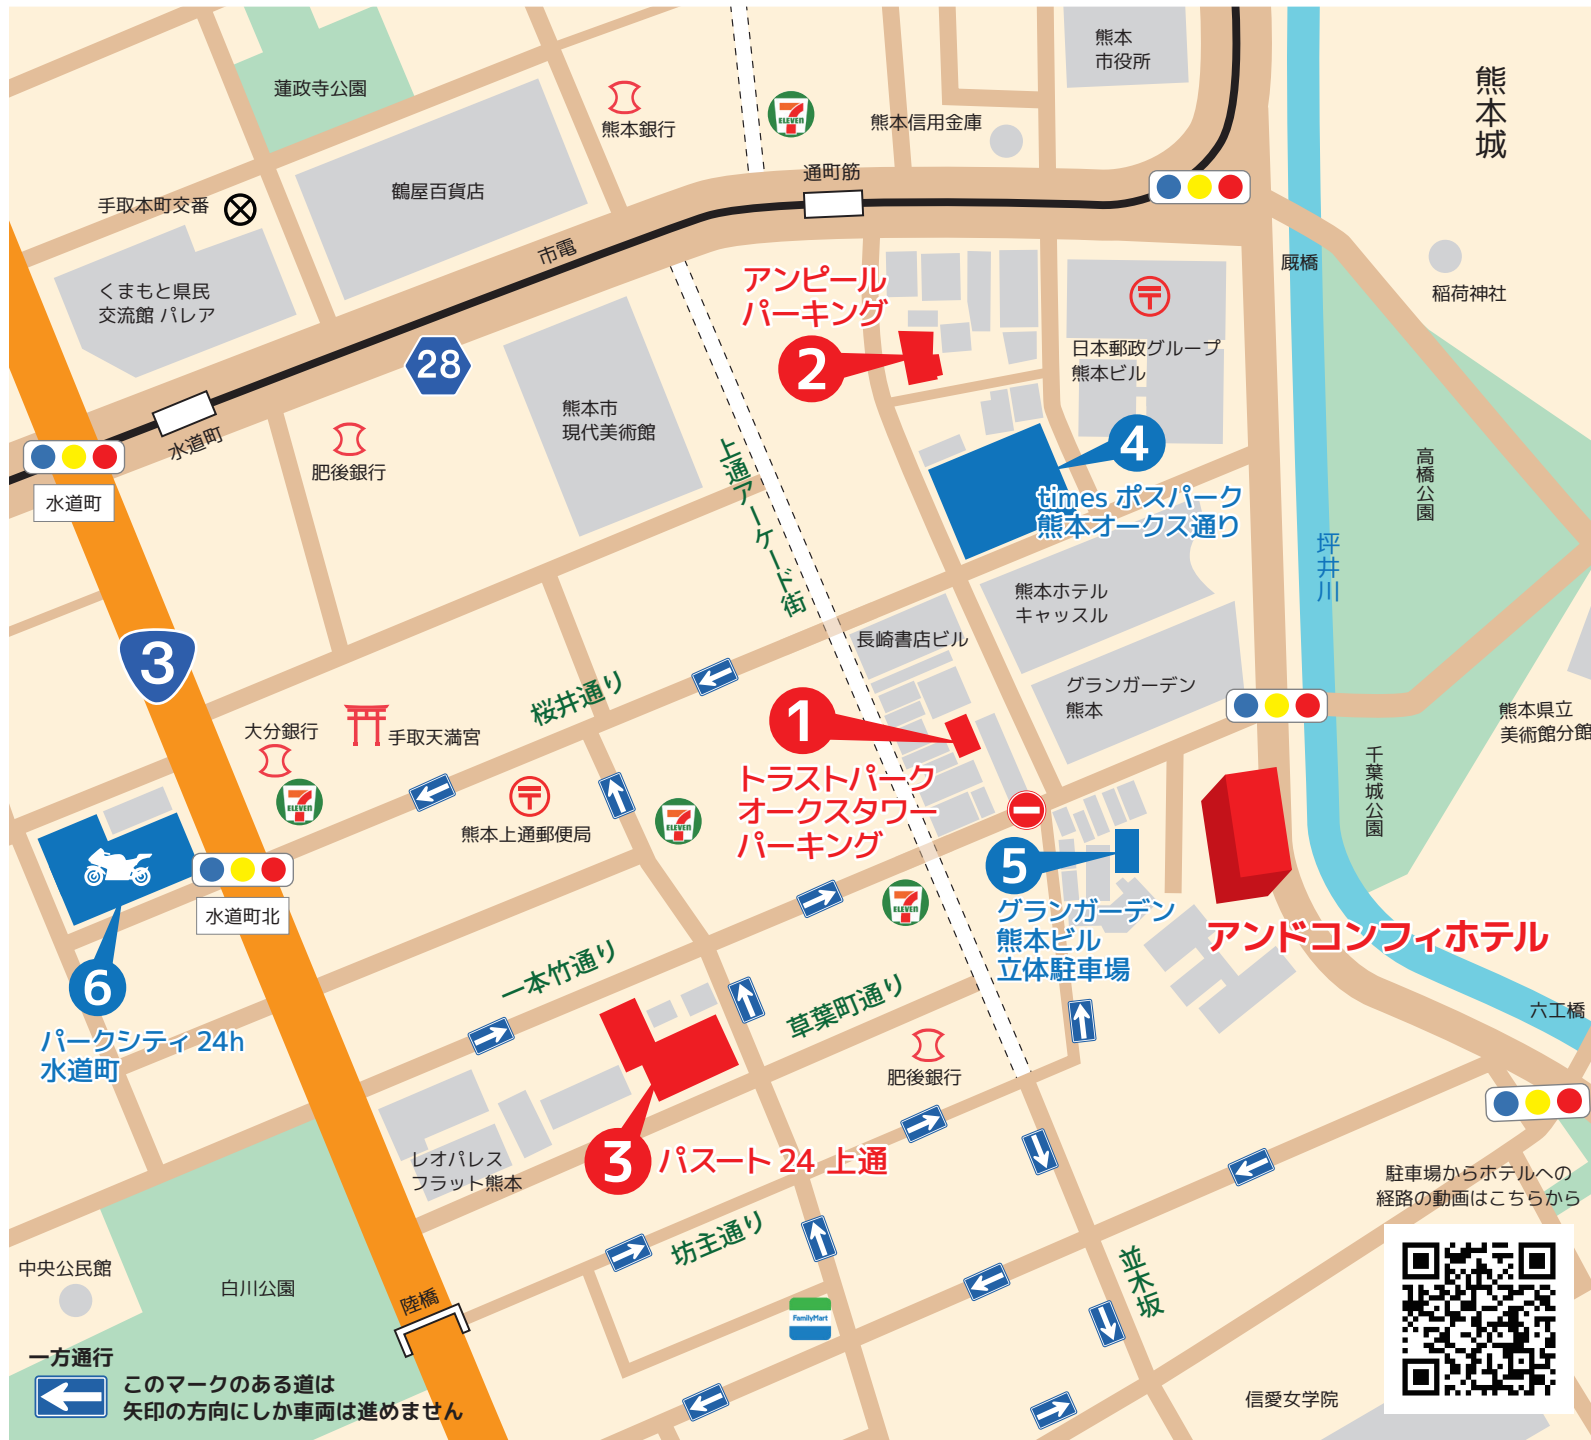 蓮政寺公園
熊本銀行
7
ELEVEN
熊本信用金庫
熊本
市役所
熊本城
手取本町交番
鶴屋百貨店
通町筋
市電
くまもと県民
交流館 パレア
アンピール
パーキング
2
厩橋
稲荷神社
28
日本郵政グループ
熊本ビル
熊本市
現代美術館
水道町
肥後銀行
水道町
上通アーケード街
4
times ポスパーク
熊本オークス通り
高橋公園
坪井川
3
熊本ホテル
キャッスル
長崎書店ビル
桜井通り
グランガーデン
熊本
大分銀行
手取天満宮
1
トラストパーク
オークスタワー
パーキング
熊本県立
美術館分館
千葉城公園
7
ELEVEN
熊本上通郵便局
7
ELEVEN
5
グランガーデン
熊本ビル
立体駐車場
7
ELEVEN
アンドコンフィホテル
水道町北
6
パークシティ 24h
水道町
一本竹通り
草葉町通り
六工橋
肥後銀行
レオパレス
フラット熊本
3
パスート 24 上通
駐車場からホテルへの
経路の動画はこちらから
坊主通り
並木坂
中央公民館
白川公園
陸橋
FamilyMart
一方通行
このマークのある道は
矢印の方向にしか車両は進めません
信愛女学院